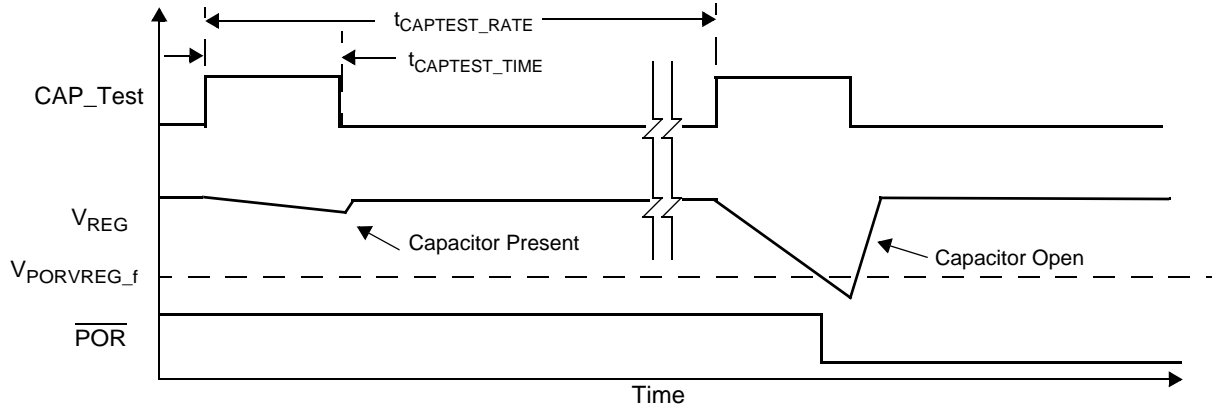 tCAPTEST_RATE
tCAPTEST_TIME
CAP_Test
VREG
Capacitor Present
Capacitor Open
VPORVREG_f
POR
Time